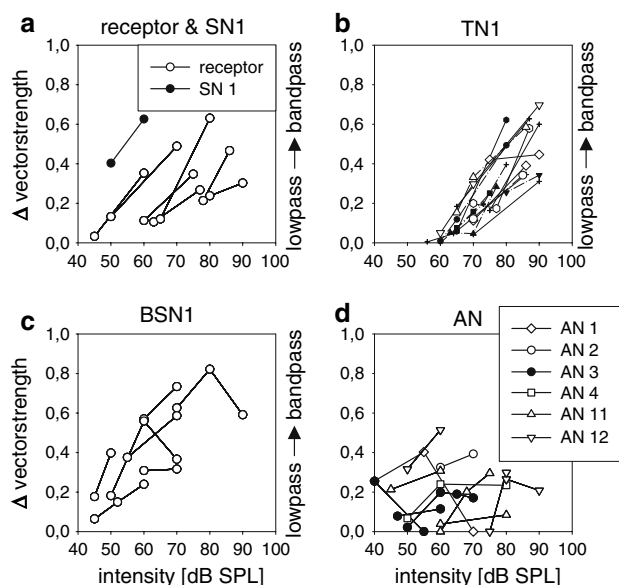 a receptor & SN1
Δ vectorstrength
1,0
0,8
0,6
0,4
0,2
0,0
receptor
SN 1
40 50 60 70 80 90 100
lowpass → bandpass
b TN1
1,0
0,8
0,6
0,4
0,2
0,0
40 50 60 70 80 90 100
lowpass → bandpass
c BSN1
Δ vectorstrength
1,0
0,8
0,6
0,4
0,2
0,0
40 50 60 70 80 90 100
intensity [dB SPL]
lowpass → bandpass
d AN
1,0
0,8
0,6
0,4
0,2
0,0
AN 1
AN 2
AN 3
AN 4
AN 11
AN 12
40 50 60 70 80 90 100
intensity [dB SPL]